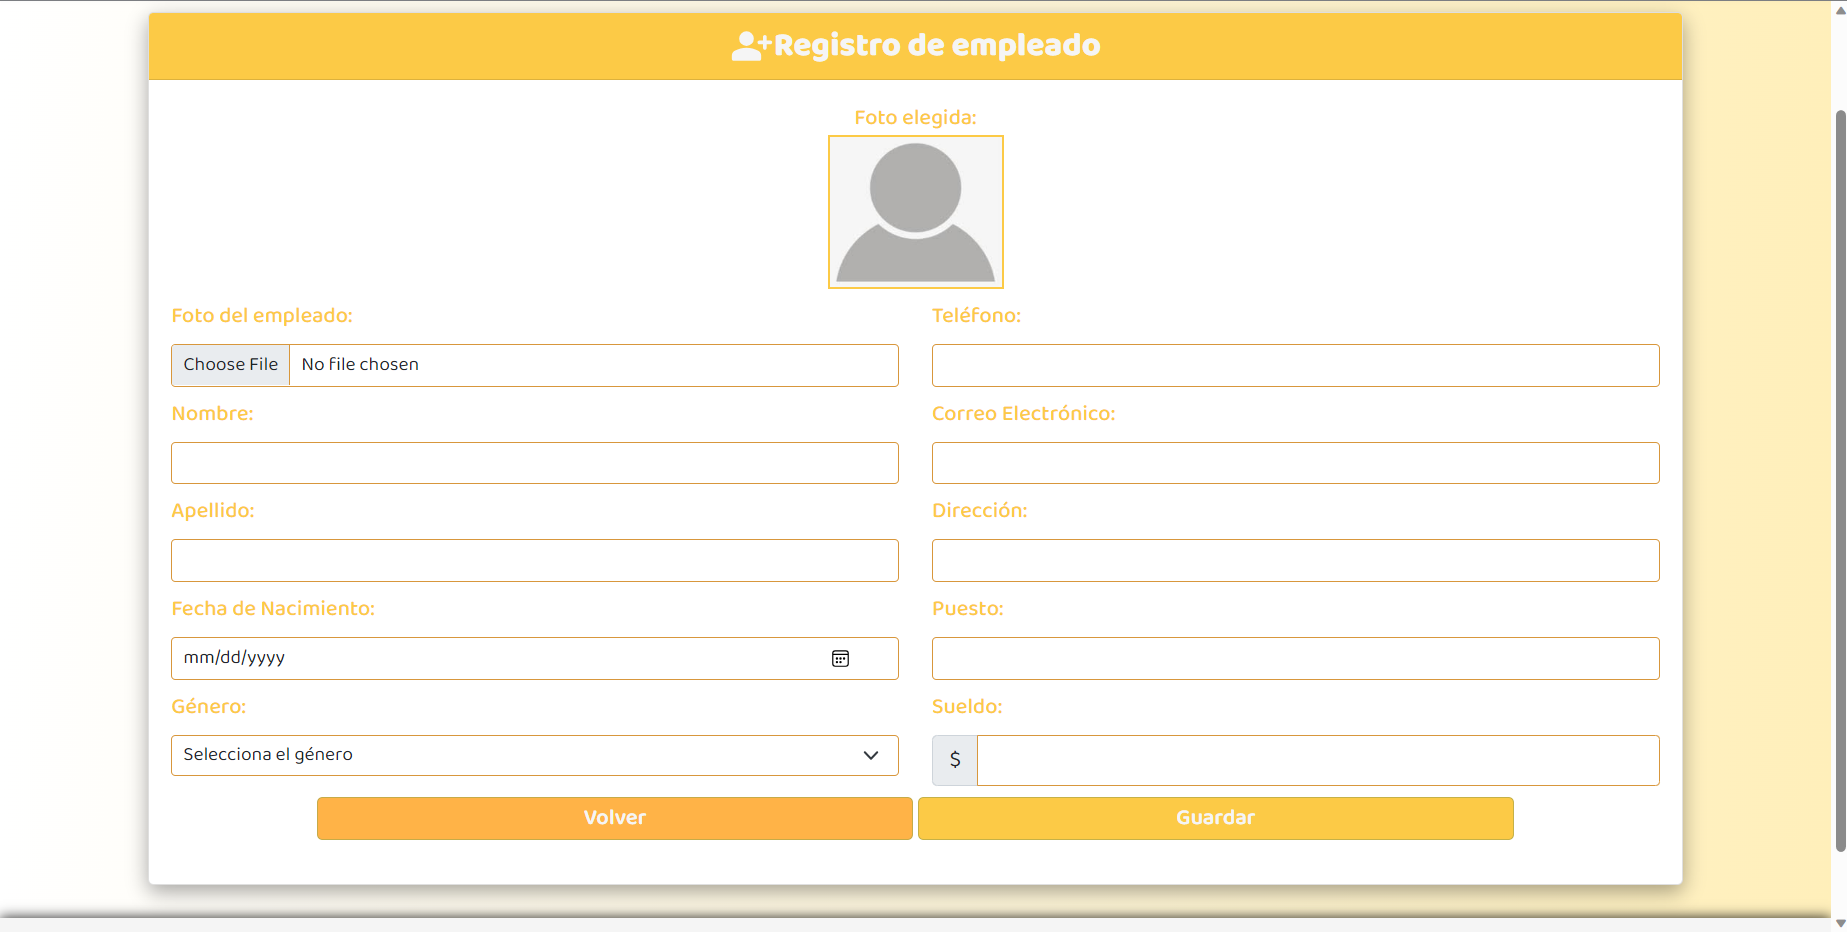 Registro de empleado
Foto elegida:
Foto del empleado:
Choose File No file chosen
Nombre:
Apellido:
Fecha de Nacimiento:
mm/dd/yyyy
Género:
Selecciona el género
Teléfono:
Correo Electrónico:
Dirección:
Puesto:
Sueldo:
$
Volver
Guardar